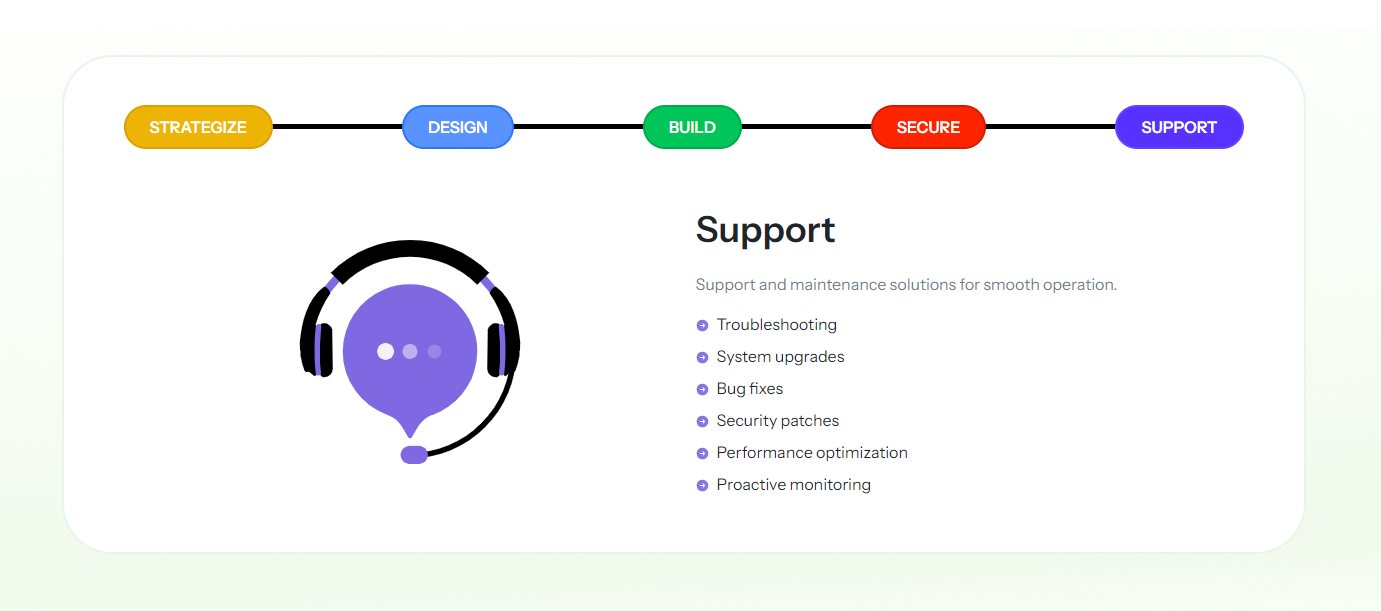 STRATEGIZE DESIGN BUILD SECURE SUPPORT
Support
Support and maintenance solutions for smooth operation.
Troubleshooting
System upgrades
Bug fixes
Security patches
Performance optimization
Proactive monitoring